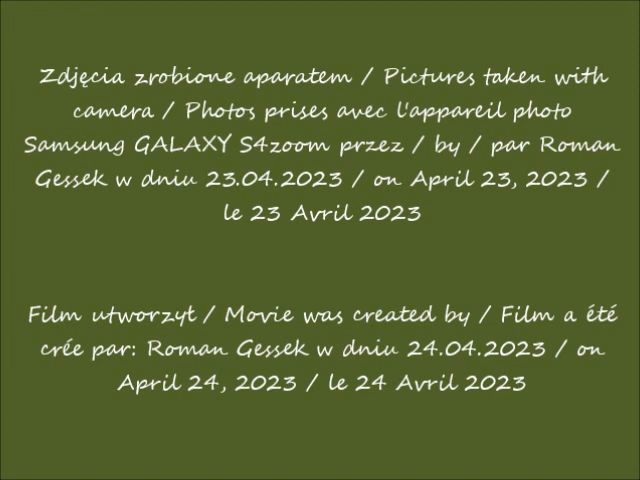 Zdjęcia zrobione aparatem / Pictures taken with
camera / Photos prises avec l'appareil photo
Samsung GALAXY S4zoom przez / by / par Roman
Gessek w dniu 23.04.2023 / on April 23, 2023 /
le 23 Avril 2023
Film utworzył / Movie was created by / Film a été
crée par: Roman Gessek w dniu 24.04.2023 / on
April 24, 2023 / le 24 Avril 2023